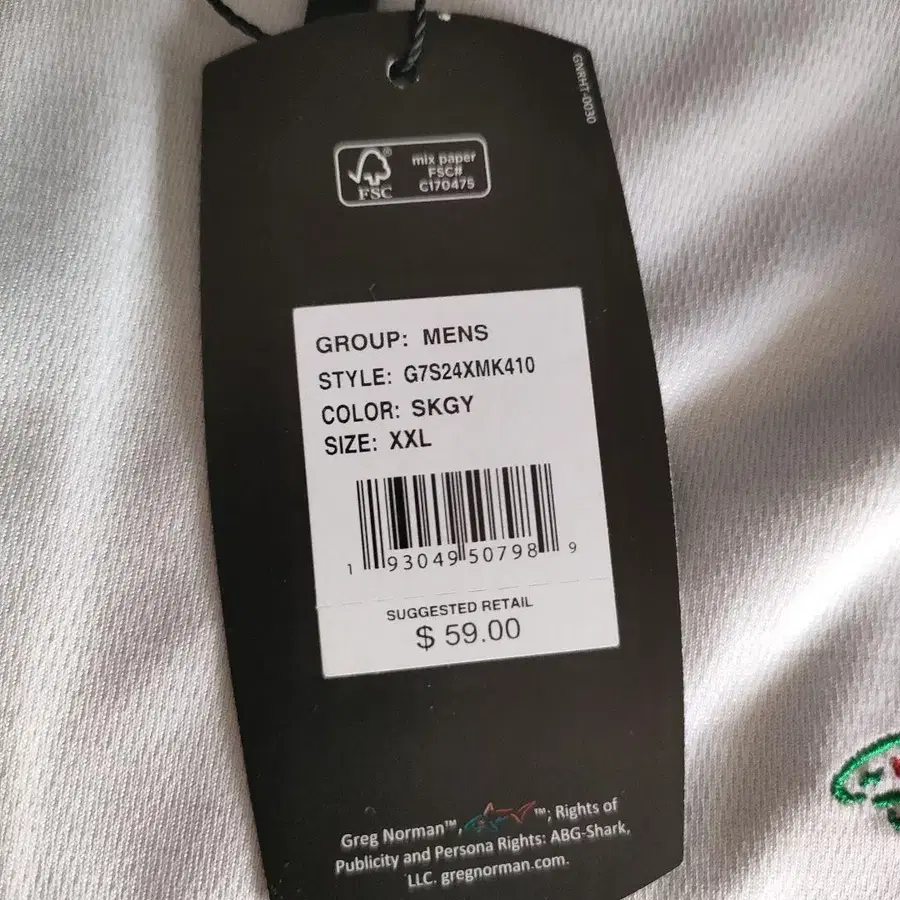 GNRHT-0030
mix paper
FSC#
C170475
FSC
GROUP: MENS
STYLE: G7S24XMK410
COLOR: SKGY
SIZE: XXL
1 93049 50798 9
SUGGESTED RETAIL
$ 59.00
Greg Norman™, ™; Rights of
Publicity and Persona Rights: ABG-Shark,
LLC. gregnorman.com.